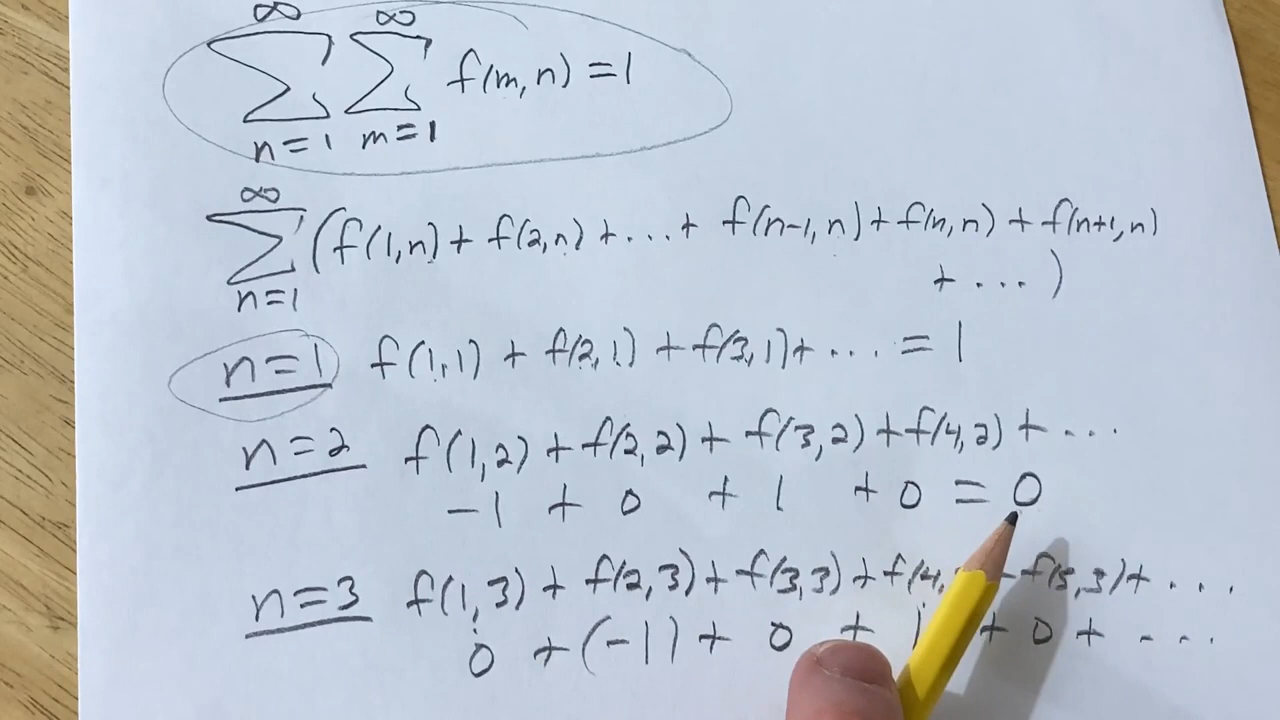 ∞ ∞
∑ ∑ f(m, n) = 1
n=1 m=1
∞
∑ (f(1,n) + f(2,n) + ... + f(n-1, n) + f(n, n) + f(n+1, n)
n=1
+ ... )
n=1 f(1,1) + f(2,1) + f(3,1) + ... = 1
n=2 f(1,2) + f(2,2) + f(3,2) + f(4,2) + ...
-1 + 0 + 1 + 0 = 0
n=3 f(1,3) + f(2,3) + f(3,3) + f(4, f(5,3) + ...
0 + (-1) + 0 + 1 + 0 + ...